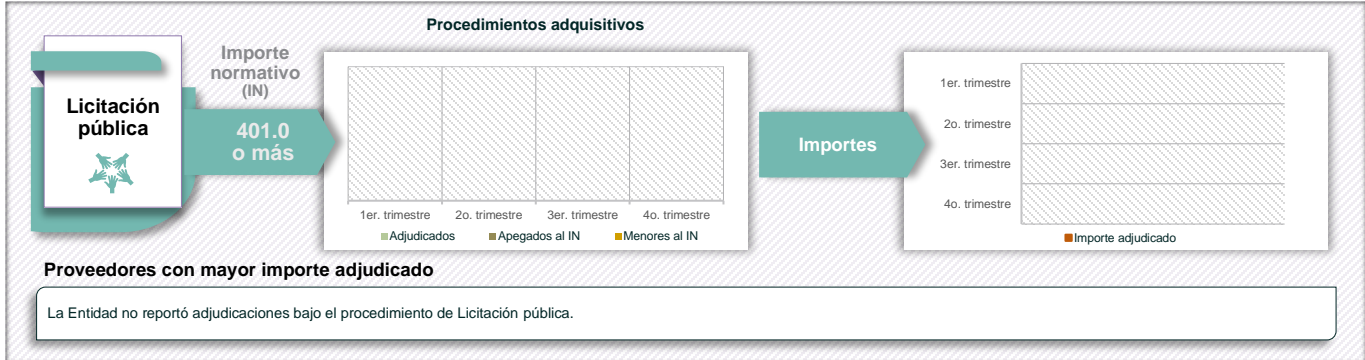 Procedimientos adquisitivos
Licitación
pública
Importe
normativo
(IN)
401.0
o más
1er. trimestre 2o. trimestre 3er. trimestre 4o. trimestre
Adjudicados Apegados al IN Menores al IN
Importes
1er. trimestre
2o. trimestre
3er. trimestre
4o. trimestre
Importe adjudicado
Proveedores con mayor importe adjudicado
La Entidad no reportó adjudicaciones bajo el procedimiento de Licitación pública.